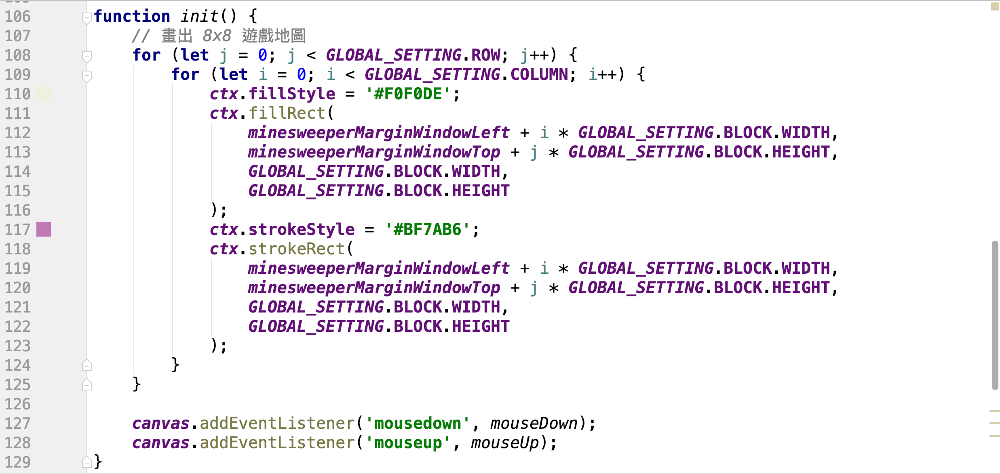 106 function init() {
107 // 畫出 8x8 遊戲地圖
108 for (let j = 0; j < GLOBAL_SETTING.ROW; j++) {
109 for (let i = 0; i < GLOBAL_SETTING.COLUMN; i++) {
110 ctx.fillStyle = '#F0F0DE';
111 ctx.fillRect(
112 minesweeperMarginWindowLeft + i * GLOBAL_SETTING.BLOCK.WIDTH,
113 minesweeperMarginWindowTop + j * GLOBAL_SETTING.BLOCK.HEIGHT,
114 GLOBAL_SETTING.BLOCK.WIDTH,
115 GLOBAL_SETTING.BLOCK.HEIGHT
116 );
117 ctx.strokeStyle = '#BF7AB6';
118 ctx.strokeRect(
119 minesweeperMarginWindowLeft + i * GLOBAL_SETTING.BLOCK.WIDTH,
120 minesweeperMarginWindowTop + j * GLOBAL_SETTING.BLOCK.HEIGHT,
121 GLOBAL_SETTING.BLOCK.WIDTH,
122 GLOBAL_SETTING.BLOCK.HEIGHT
123 );
124 }
125 }
126
127 canvas.addEventListener('mousedown', mouseDown);
128 canvas.addEventListener('mouseup', mouseUp);
129 }